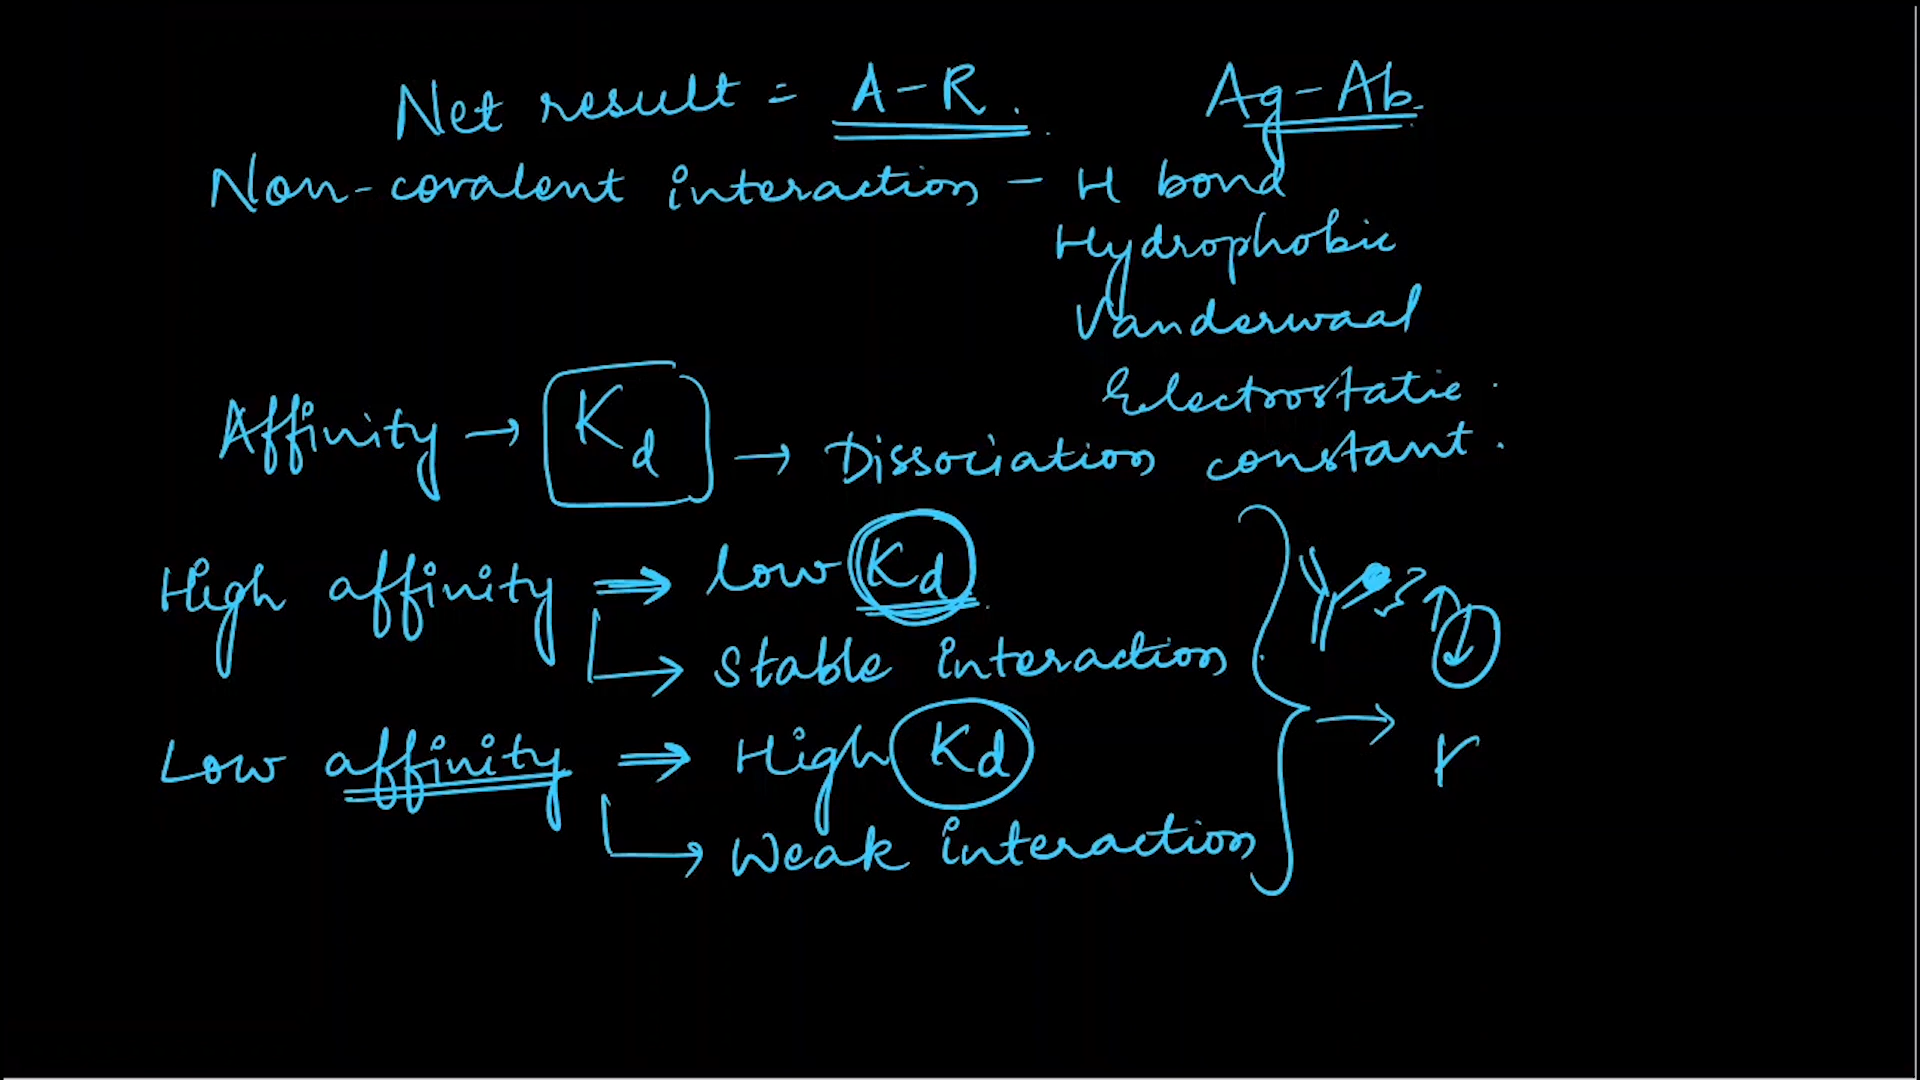 Net result = A-R. Ag-Ab.
Non-covalent interaction - H bond
Hydrophobic
Vanderwaal
Electrostatic.
Affinity → Kd → Dissociation constant.
High affinity ⇒ low Kd
↳ Stable interaction
Low affinity ⇒ High Kd
↳ Weak interaction